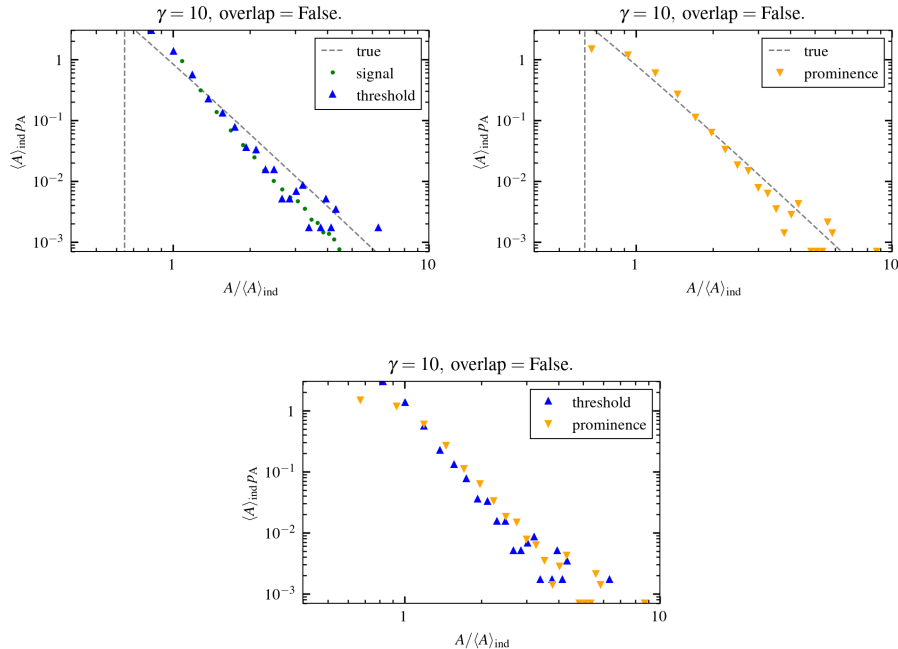 γ = 10, overlap = False.
true
signal
threshold
1
10⁻¹
10⁻²
10⁻³
⟨A⟩ind pA
1
10
A/⟨A⟩ind
γ = 10, overlap = False.
true
prominence
1
10⁻¹
10⁻²
10⁻³
⟨A⟩ind pA
1
10
A/⟨A⟩ind
γ = 10, overlap = False.
threshold
prominence
1
10⁻¹
10⁻²
10⁻³
⟨A⟩ind pA
1
10
A/⟨A⟩ind